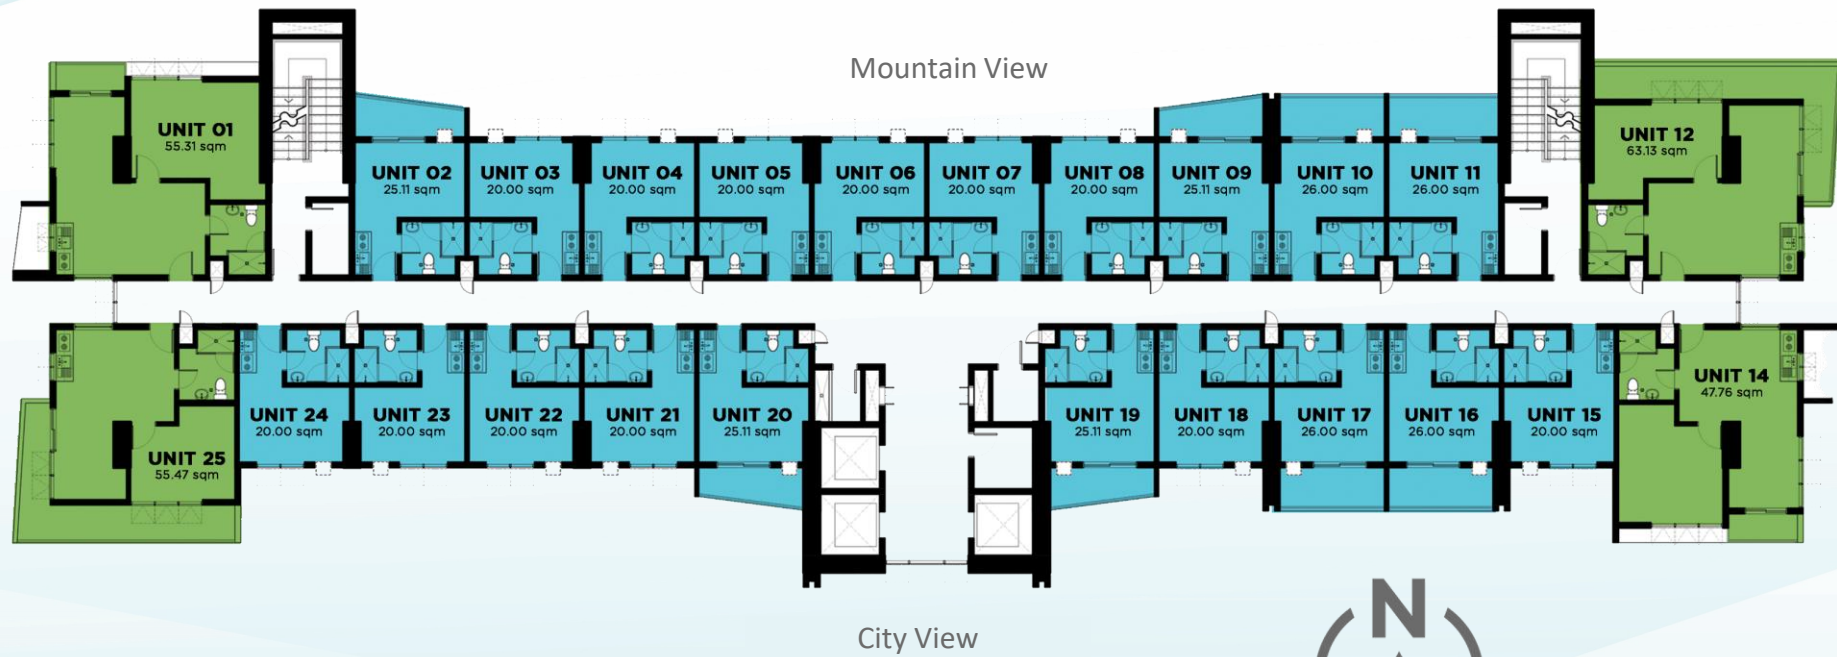 Mountain View
UNIT 01
55.31 sqm
UNIT 02
25.11 sqm
UNIT 03
20.00 sqm
UNIT 04
20.00 sqm
UNIT 05
20.00 sqm
UNIT 06
20.00 sqm
UNIT 07
20.00 sqm
UNIT 08
20.00 sqm
UNIT 09
25.11 sqm
UNIT 10
26.00 sqm
UNIT 11
26.00 sqm
UNIT 12
63.13 sqm
UNIT 25
55.47 sqm
UNIT 24
20.00 sqm
UNIT 23
20.00 sqm
UNIT 22
20.00 sqm
UNIT 21
20.00 sqm
UNIT 20
25.11 sqm
UNIT 19
25.11 sqm
UNIT 18
20.00 sqm
UNIT 17
26.00 sqm
UNIT 16
26.00 sqm
UNIT 15
20.00 sqm
UNIT 14
47.76 sqm
City View
N